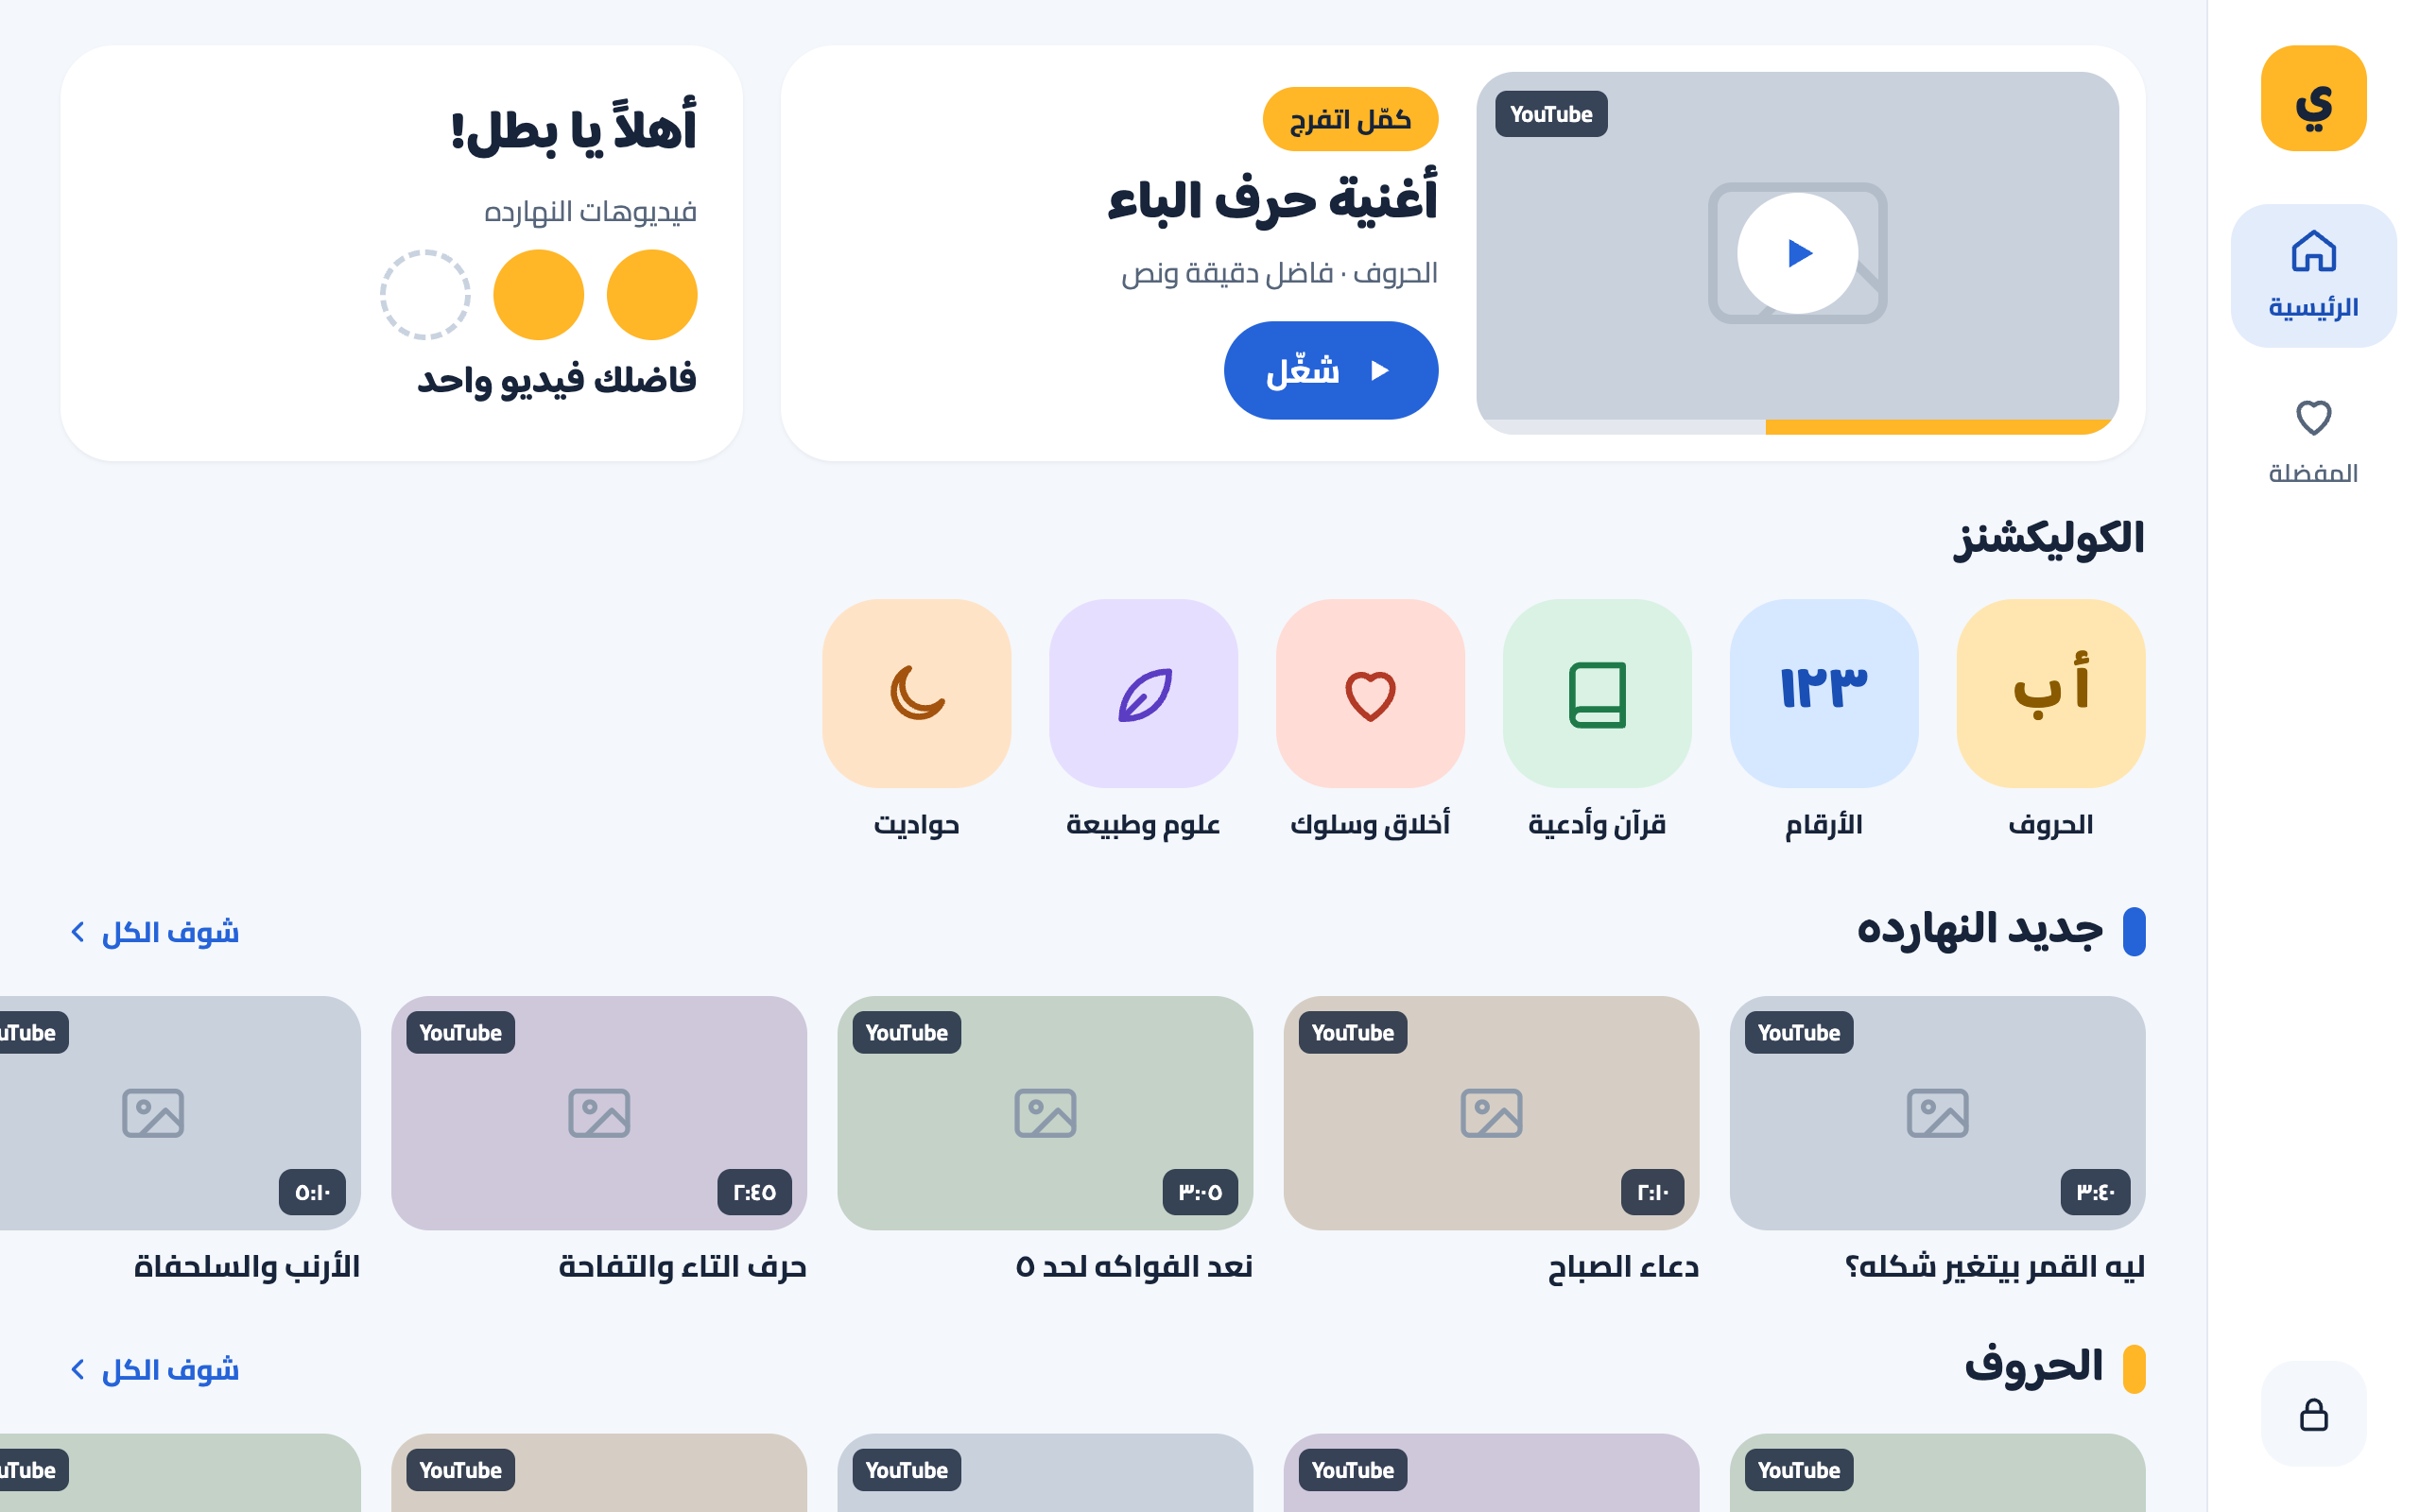 ي
الرئيسية
المفضلة
YouTube
كمّل اتفرج
أغنية حرف الباء
الحروف · فاضل دقيقة ونص
شغّل
أهلاً يا بطل!
فيديوهات النهارده
فاضلك فيديو واحد
الكوليكشنز
أ ب
١٢٣
الحروف
الأرقام
قرآن وأدعية
أخلاق وسلوك
علوم وطبيعة
حواديت
جديد النهارده
شوف الكل
YouTube
YouTube
YouTube
YouTube
uTube
٣:٤٠
٢:١٠
٣:٠٥
٢:٤٥
٥:١٠
ليه القمر بيتغير شكله؟
دعاء الصباح
نعد الفواكه لحد ٥
حرف التاء والتفاحة
الأرنب والسلحفاة
الحروف
شوف الكل
YouTube
YouTube
YouTube
YouTube
uTube